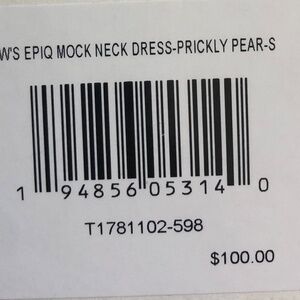 W'S EPIQ MOCK NECK DRESS-PRICKLY PEAR-S
1 94856 05314 0
T1781102-598
$100.00